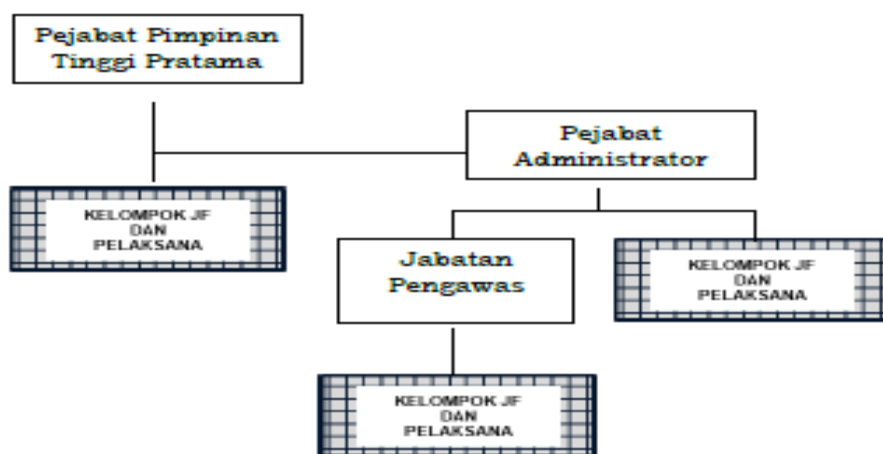 Pejabat Pimpinan
Tinggi Pratama
Pejabat
Administrator
KELOMPOK JF
DAN
PELAKSANA
Jabatan
Pengawas
KELOMPOK JF
DAN
PELAKSANA
KELOMPOK JF
DAN
PELAKSANA